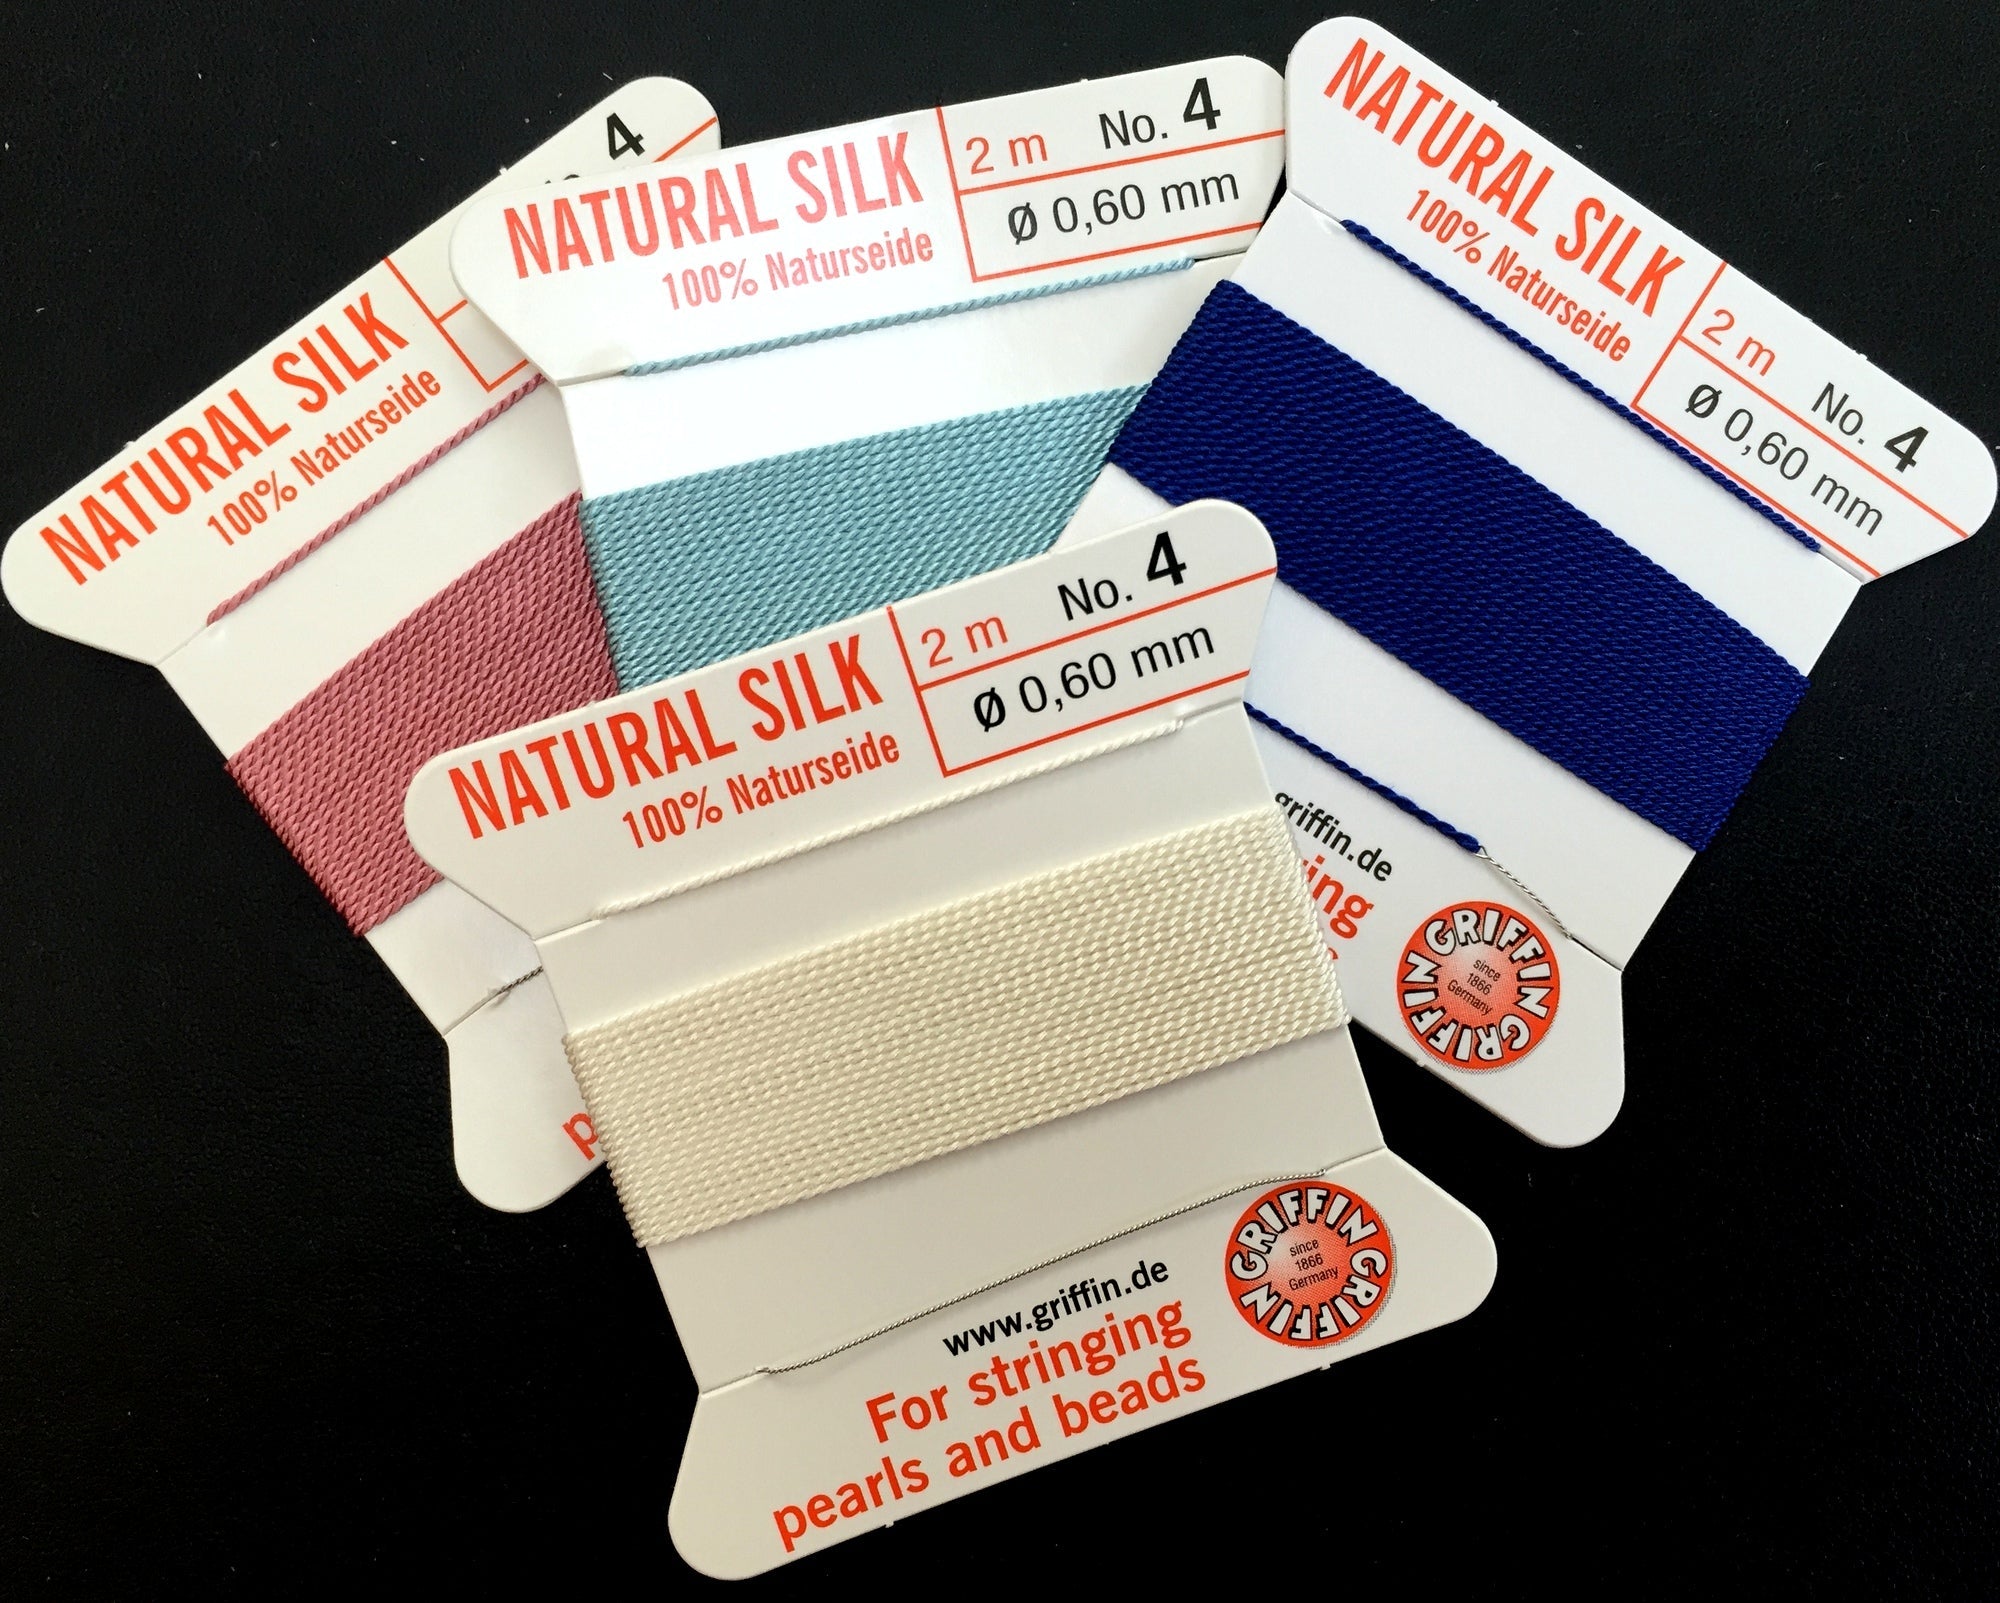 4
NATURAL SILK
100% Naturseide
NATURAL SILK
100% Naturseide
2 m No. 4
Ø 0,60 mm
NATURAL SILK
100% Naturseide
2 m No. 4
Ø 0,60 mm
griffin.de
GRIFFIN GRIFFIN GRIFFIN
since
1866
Germany
NATURAL SILK
100% Naturseide
2 m No. 4
Ø 0,60 mm
www.griffin.de
For stringing
pearls and beads
GRIFFIN GRIFFIN GRIFFIN
since
1866
Germany